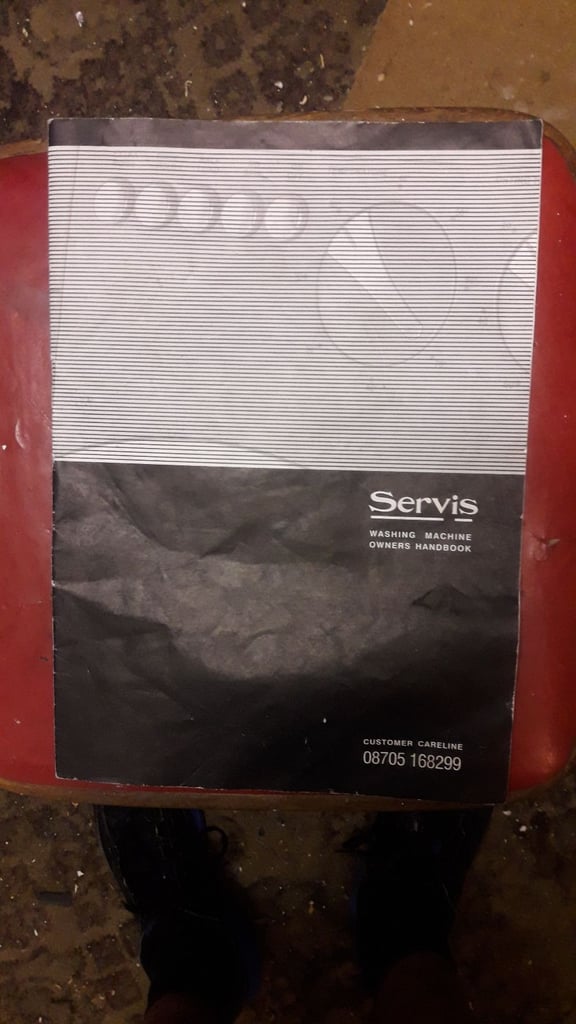 Servis
WASHING MACHINE
OWNERS HANDBOOK
CUSTOMER CARELINE
08705 168299